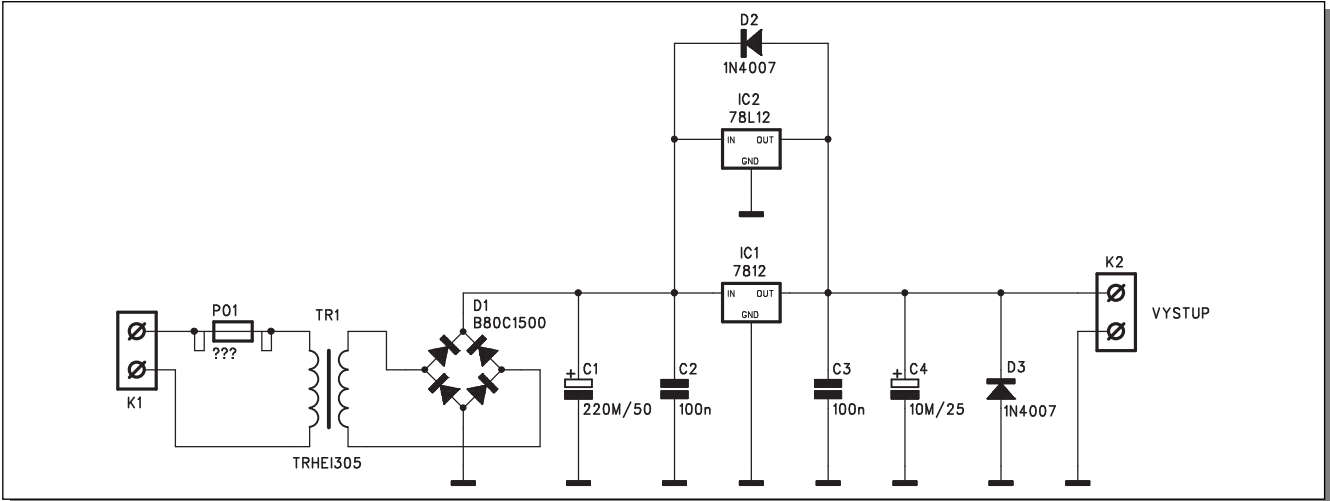 D2
1N4007
IC2
78L12
IN OUT
GND
IC1
7812
IN OUT
GND
K2
VYSTUP
PO1
???
TR1
D1
B80C1500
K1
TRHEI305
+ C1
220M/50
C2
100n
C3
100n
+ C4
10M/25
D3
1N4007